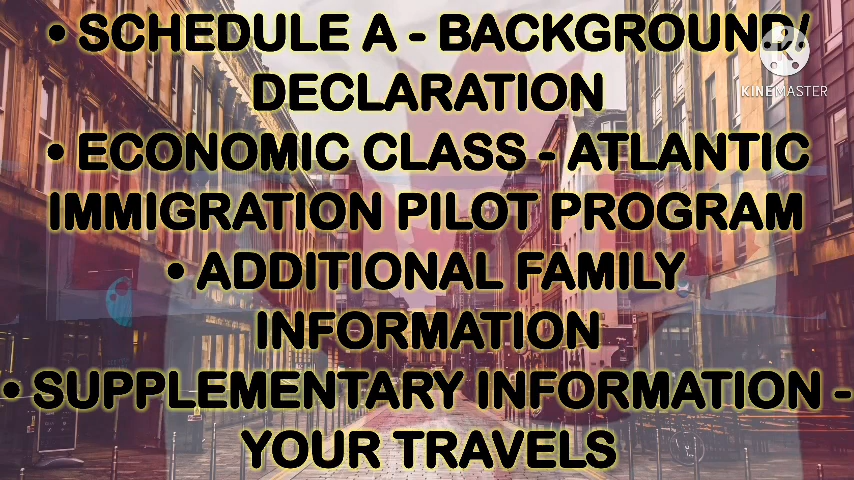 • SCHEDULE A - BACKGROUND/
DECLARATION
• ECONOMIC CLASS - ATLANTIC
IMMIGRATION PILOT PROGRAM
• ADDITIONAL FAMILY
INFORMATION
• SUPPLEMENTARY INFORMATION -
YOUR TRAVELS
K
KINEMASTER